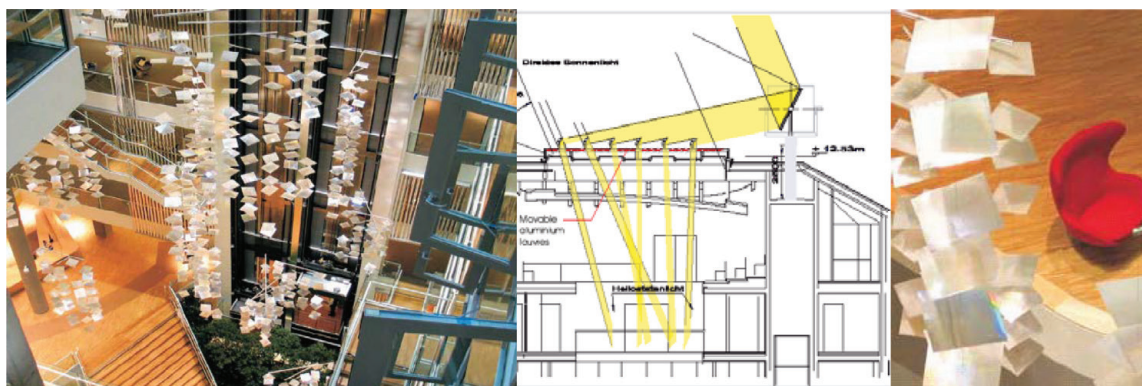 Direktes Sonnenlicht
+ 12.53m
Movable
aluminium
louvres
Heliostatenlicht